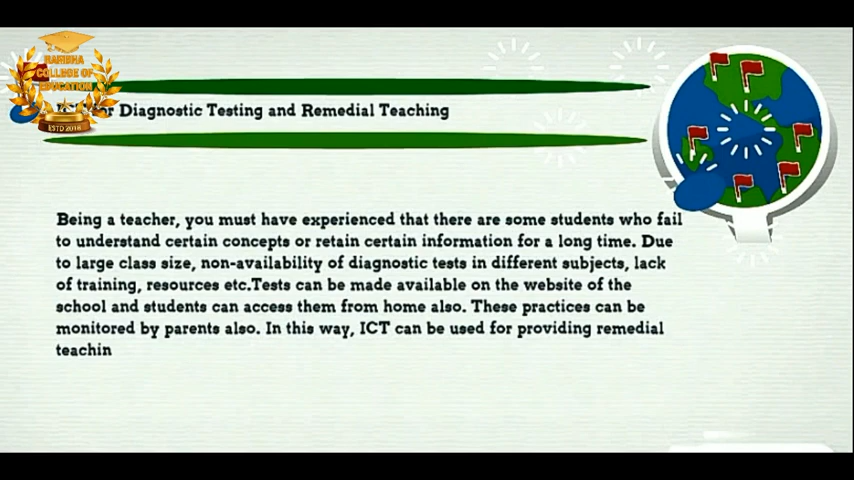 COLLEGE OF
EDUCATION
ESTD 2018
for Diagnostic Testing and Remedial Teaching
Being a teacher, you must have experienced that there are some students who fail
to understand certain concepts or retain certain information for a long time. Due
to large class size, non-availability of diagnostic tests in different subjects, lack
of training, resources etc.Tests can be made available on the website of the
school and students can access them from home also. These practices can be
monitored by parents also. In this way, ICT can be used for providing remedial
teachin